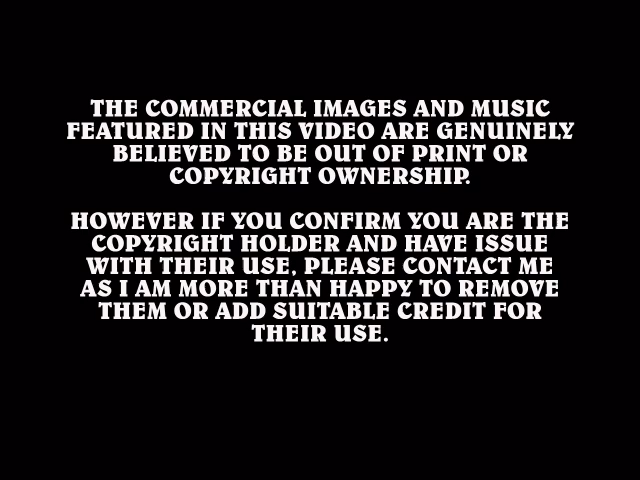 THE COMMERCIAL IMAGES AND MUSIC
FEATURED IN THIS VIDEO ARE GENUINELY
BELIEVED TO BE OUT OF PRINT OR
COPYRIGHT OWNERSHIP.
HOWEVER IF YOU CONFIRM YOU ARE THE
COPYRIGHT HOLDER AND HAVE ISSUE
WITH THEIR USE, PLEASE CONTACT ME
AS I AM MORE THAN HAPPY TO REMOVE
THEM OR ADD SUITABLE CREDIT FOR
THEIR USE.